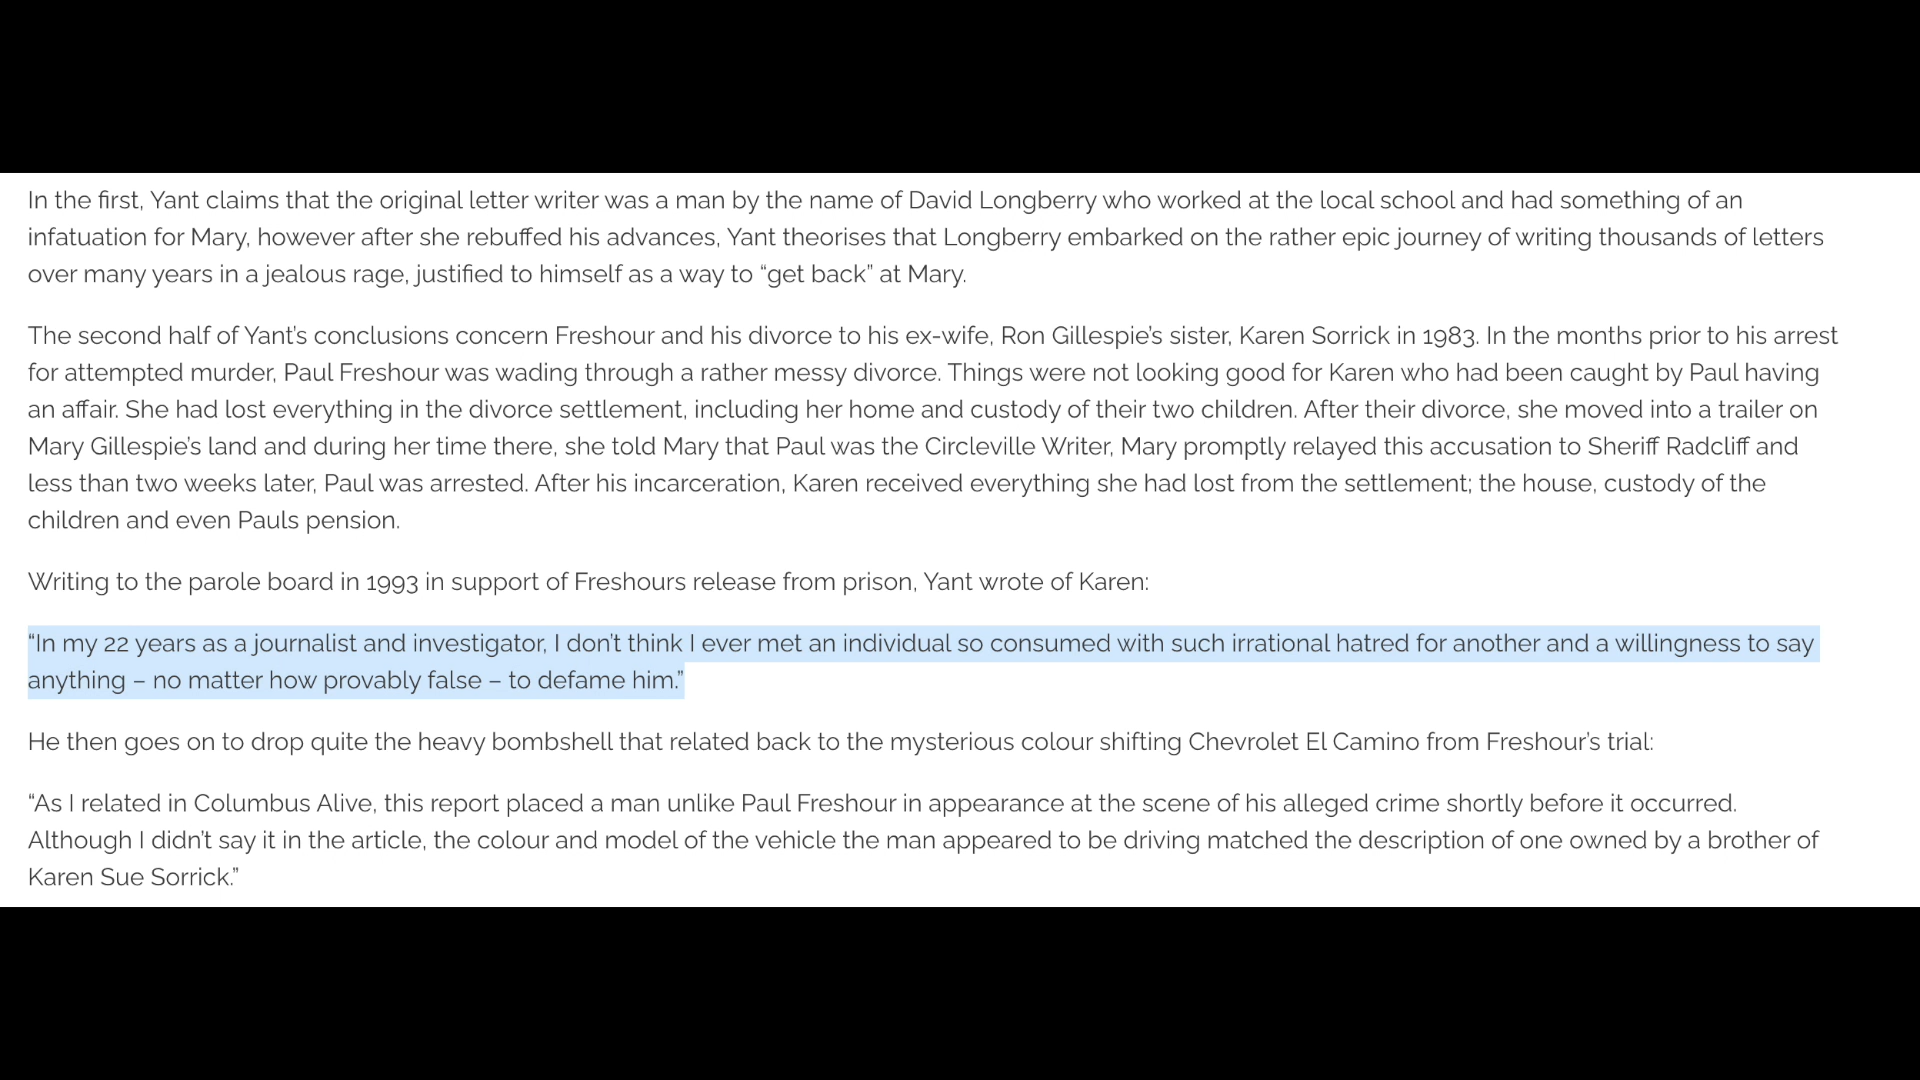 In the first, Yant claims that the original letter writer was a man by the name of David Longberry who worked at the local school and had something of an
infatuation for Mary, however after she rebuffed his advances, Yant theorises that Longberry embarked on the rather epic journey of writing thousands of letters
over many years in a jealous rage, justified to himself as a way to “get back” at Mary.
The second half of Yant’s conclusions concern Freshour and his divorce to his ex-wife, Ron Gillespie’s sister, Karen Sorrick in 1983. In the months prior to his arrest
for attempted murder, Paul Freshour was wading through a rather messy divorce. Things were not looking good for Karen who had been caught by Paul having
an affair. She had lost everything in the divorce settlement, including her home and custody of their two children. After their divorce, she moved into a trailer on
Mary Gillespie’s land and during her time there, she told Mary that Paul was the Circleville Writer, Mary promptly relayed this accusation to Sheriff Radcliff and
less than two weeks later, Paul was arrested. After his incarceration, Karen received everything she had lost from the settlement; the house, custody of the
children and even Pauls pension.
Writing to the parole board in 1993 in support of Freshours release from prison, Yant wrote of Karen:
“In my 22 years as a journalist and investigator, I don’t think I ever met an individual so consumed with such irrational hatred for another and a willingness to say
anything – no matter how provably false – to defame him.”
He then goes on to drop quite the heavy bombshell that related back to the mysterious colour shifting Chevrolet El Camino from Freshour’s trial:
“As I related in Columbus Alive, this report placed a man unlike Paul Freshour in appearance at the scene of his alleged crime shortly before it occurred.
Although I didn’t say it in the article, the colour and model of the vehicle the man appeared to be driving matched the description of one owned by a brother of
Karen Sue Sorrick.”